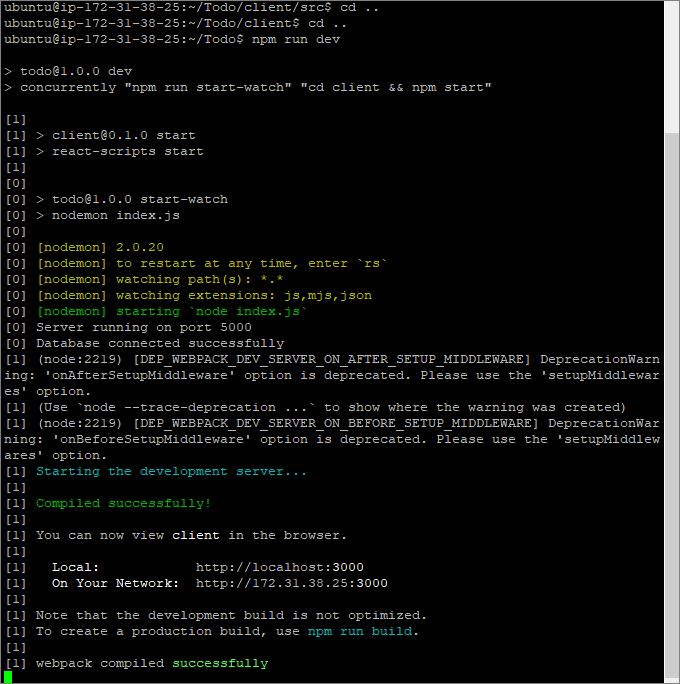 ubuntu@ip-172-31-38-25:~/Todo/client/src$ cd ..
ubuntu@ip-172-31-38-25:~/Todo/client$ cd ..
ubuntu@ip-172-31-38-25:~/Todo$ npm run dev
> todo@1.0.0 dev
> concurrently "npm run start-watch" "cd client && npm start"
[1]
[1] > client@0.1.0 start
[1] > react-scripts start
[1]
[0]
[0] > todo@1.0.0 start-watch
[0] > nodemon index.js
[0]
[0] [nodemon] 2.0.20
[0] [nodemon] to restart at any time, enter `rs`
[0] [nodemon] watching path(s): *.*
[0] [nodemon] watching extensions: js,mjs,json
[0] [nodemon] starting `node index.js`
[0] Server running on port 5000
[0] Database connected successfully
[1] (node:2219) [DEP_WEBPACK_DEV_SERVER_ON_AFTER_SETUP_MIDDLEWARE] DeprecationWarn
ing: 'onAfterSetupMiddleware' option is deprecated. Please use the 'setupMiddlewar
es' option.
[1] (Use `node --trace-deprecation ...` to show where the warning was created)
[1] (node:2219) [DEP_WEBPACK_DEV_SERVER_ON_BEFORE_SETUP_MIDDLEWARE] DeprecationWar
ning: 'onBeforeSetupMiddleware' option is deprecated. Please use the 'setupMiddlew
ares' option.
[1] Starting the development server...
[1]
[1] Compiled successfully!
[1]
[1] You can now view client in the browser.
[1]
[1]   Local:            http://localhost:3000
[1]   On Your Network:  http://172.31.38.25:3000
[1]
[1] Note that the development build is not optimized.
[1] To create a production build, use npm run build.
[1]
[1] webpack compiled successfully